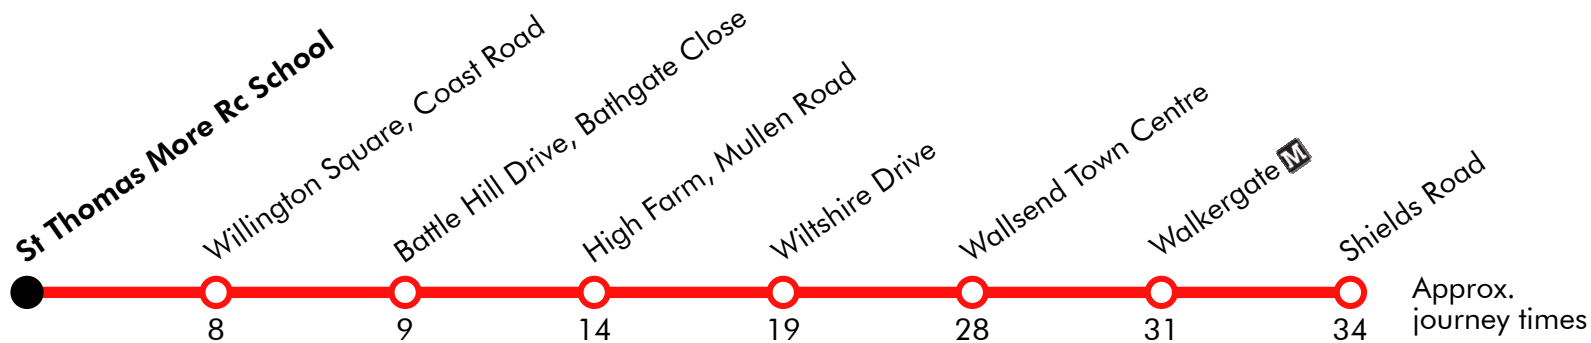 St Thomas More Rc School
Willington Square, Coast Road
Battle Hill Drive, Bathgate Close
High Farm, Mullen Road
Wiltshire Drive
Wallsend Town Centre
Walkergate M
Shields Road
8
9
14
19
28
31
34
Approx.
journey times